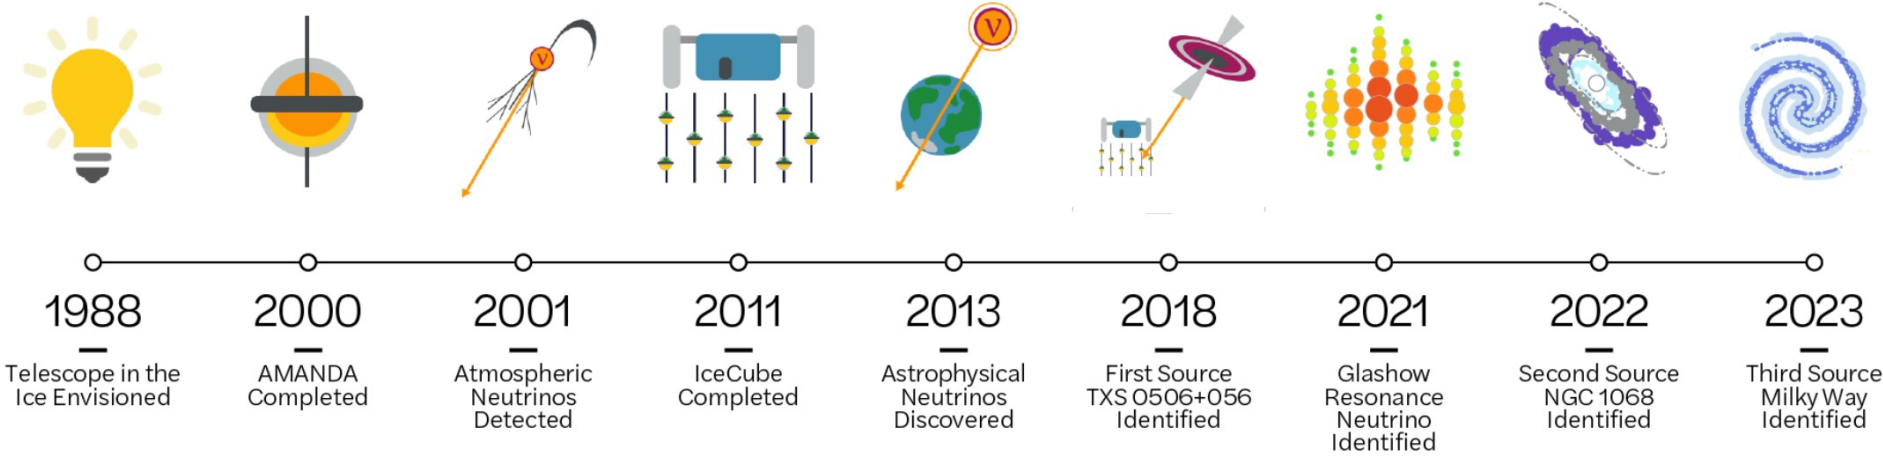 ν
ν
1988
Telescope in the
Ice Envisioned
2000
AMANDA
Completed
2001
Atmospheric
Neutrinos
Detected
2011
IceCube
Completed
2013
Astrophysical
Neutrinos
Discovered
2018
First Source
TXS 0506+056
Identified
2021
Glashow
Resonance
Neutrino
Identified
2022
Second Source
NGC 1068
Identified
2023
Third Source
Milky Way
Identified